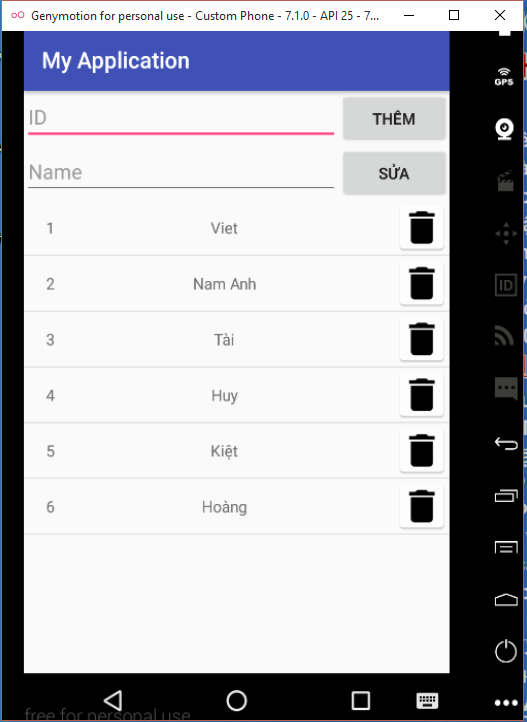 Genymotion for personal use - Custom Phone - 7.1.0 - API 25 - 7...
My Application
GPS
ID
THÊM
Name
SỬA
1 Viet
2 Nam Anh
ID
3 Tài
4 Huy
5 Kiệt
6 Hoàng
free for personal use